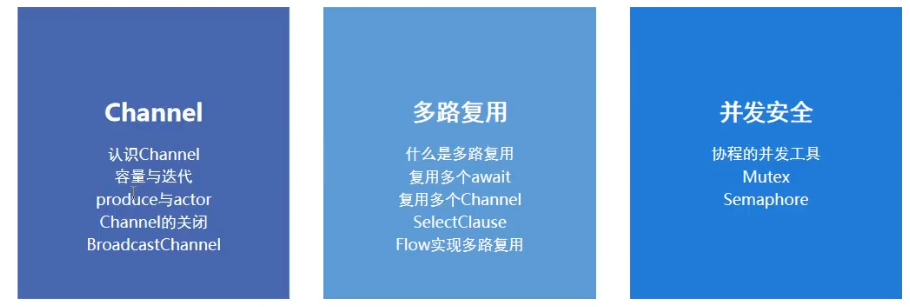 Channel
认识Channel
容量与迭代
produce与actor
Channel的关闭
BroadcastChannel
多路复用
什么是多路复用
复用多个await
复用多个Channel
SelectClause
Flow实现多路复用
并发安全
协程的并发工具
Mutex
Semaphore